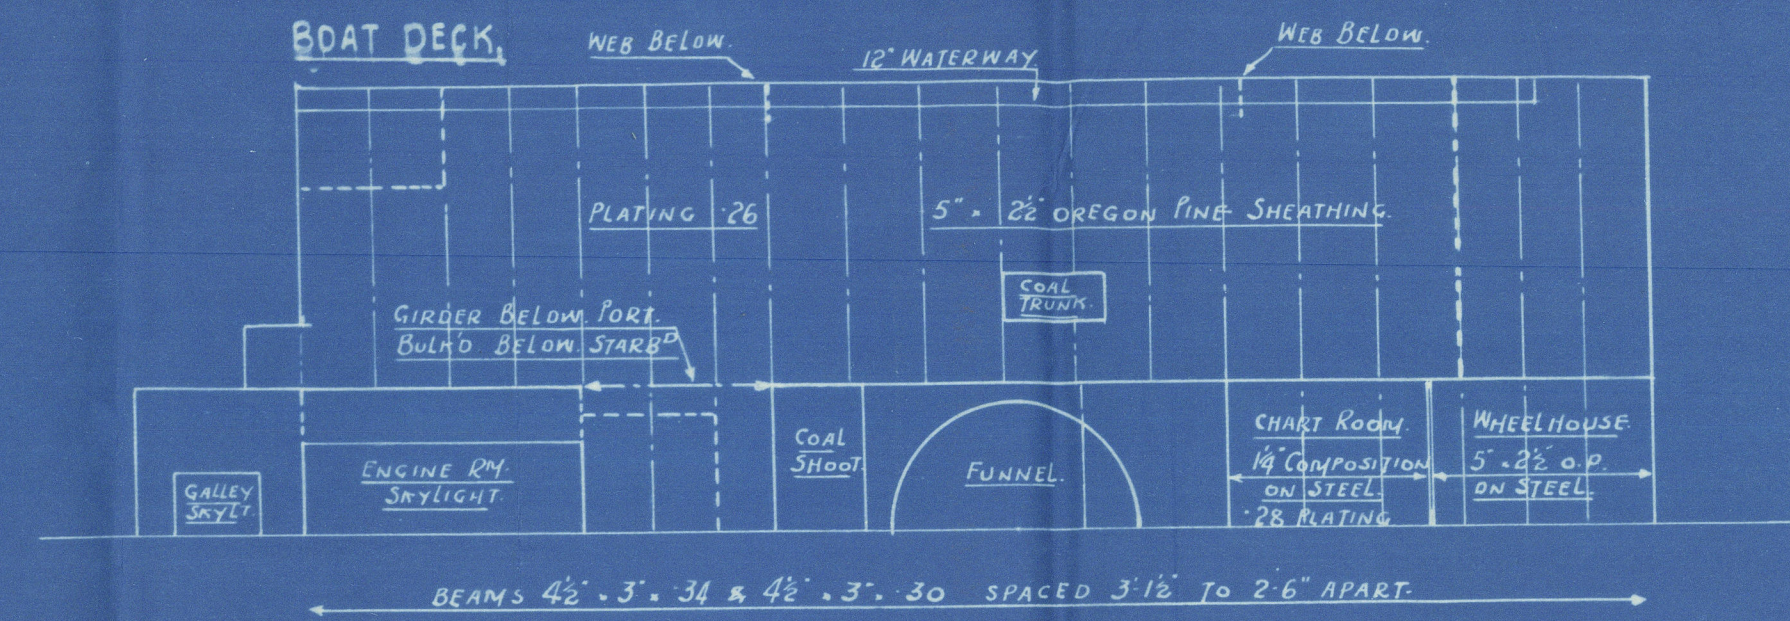 BOAT DECK.
WEB BELOW.
12" WATERWAY.
WEB BELOW.
PLATING .26
5" × 2½" OREGON PINE SHEATHING.
COAL
TRUNK.
GIRDER BELOW. PORT.
BULK'D BELOW. STARBD
COAL
SHOOT.
FUNNEL.
CHART ROOM.
1¼" COMPOSITION
ON STEEL.
.28 PLATING
WHEELHOUSE.
5" × 2½" O.P.
ON STEEL.
ENGINE RM.
SKYLIGHT.
GALLEY
SKYLT.
BEAMS 4½" × 3" × .34 & 4½" × 3" × .30 SPACED 3'-1½" TO 2'-6" APART.